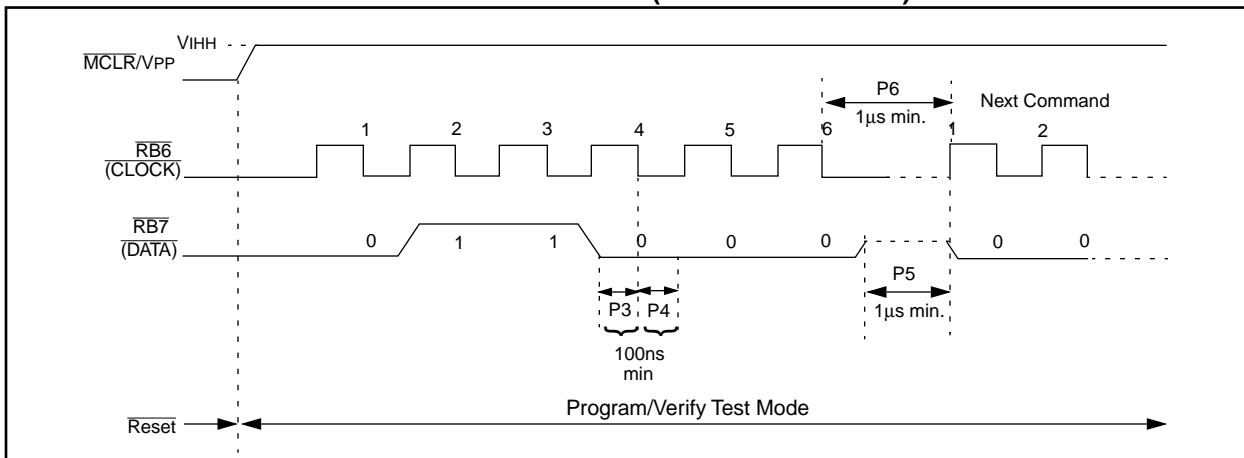 VIHH
MCLR/VPP
P6
1µs min.
Next Command
1 2 3 4 5 6 1 2
RB6
(CLOCK)
RB7
(DATA)
0 1 1 0 0 0 0 0
P3 P4
P5
1µs min.
100ns
min
Program/Verify Test Mode
Reset